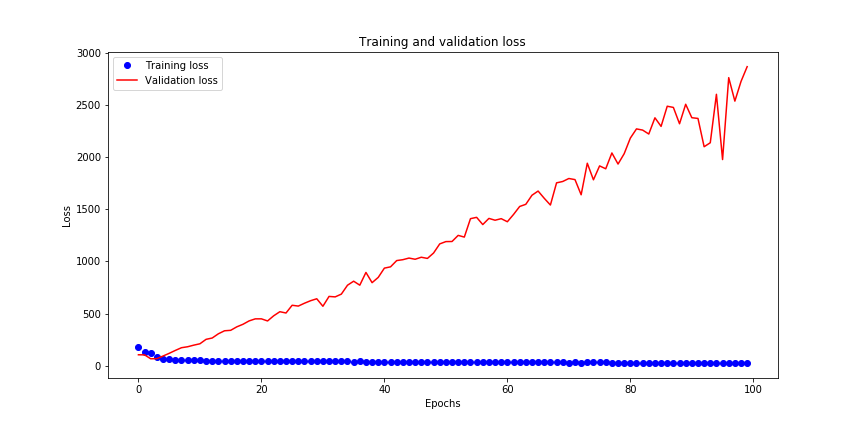 Training and validation loss
Training loss
Validation loss
3000
2500
2000
1500
1000
500
0
Loss
0 20 40 60 80 100
Epochs